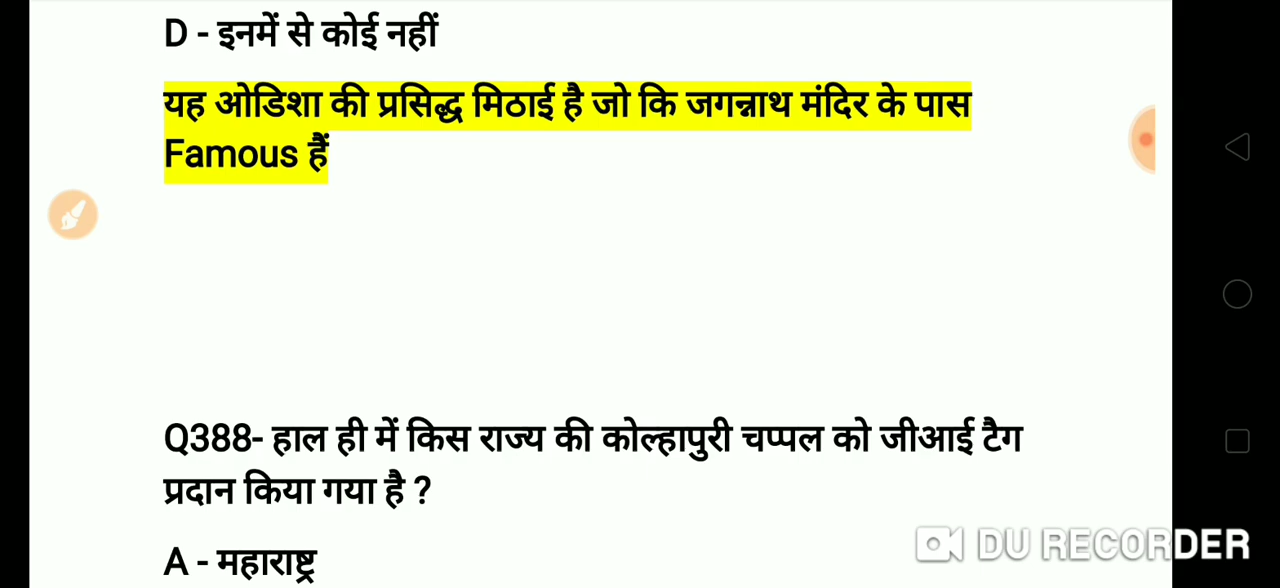 D - इनमें से कोई नहीं
यह ओडिशा की प्रसिद्ध मिठाई है जो कि जगन्नाथ मंदिर के पास
Famous हैं
Q388- हाल ही में किस राज्य की कोल्हापुरी चप्पल को जीआई टैग
प्रदान किया गया है ?
A - महाराष्ट्र
DU RECORDER